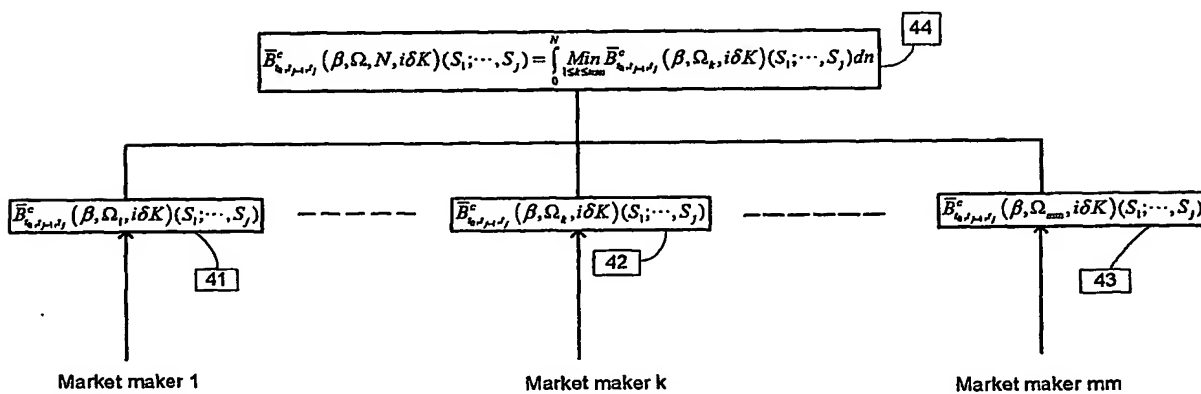 44
B̅ᶜ_{t₀,t_{j-1},t_j}(β,Ω,N,iδK)(S₁;⋯,S_j)=∫₀ᴺ Min_{1≤k≤mm} B̅ᶜ_{t₀,t_{j-1},t_j}(β,Ω_k,iδK)(S₁;⋯,S_j)dn
B̅ᶜ_{t₀,t_{j-1},t_j}(β,Ω₁,iδK)(S₁;⋯,S_j)
B̅ᶜ_{t₀,t_{j-1},t_j}(β,Ω_k,iδK)(S₁;⋯,S_j)
B̅ᶜ_{t₀,t_{j-1},t_j}(β,Ω_{mm},iδK)(S₁;⋯,S_j)
41
42
43
Market maker 1
Market maker k
Market maker mm